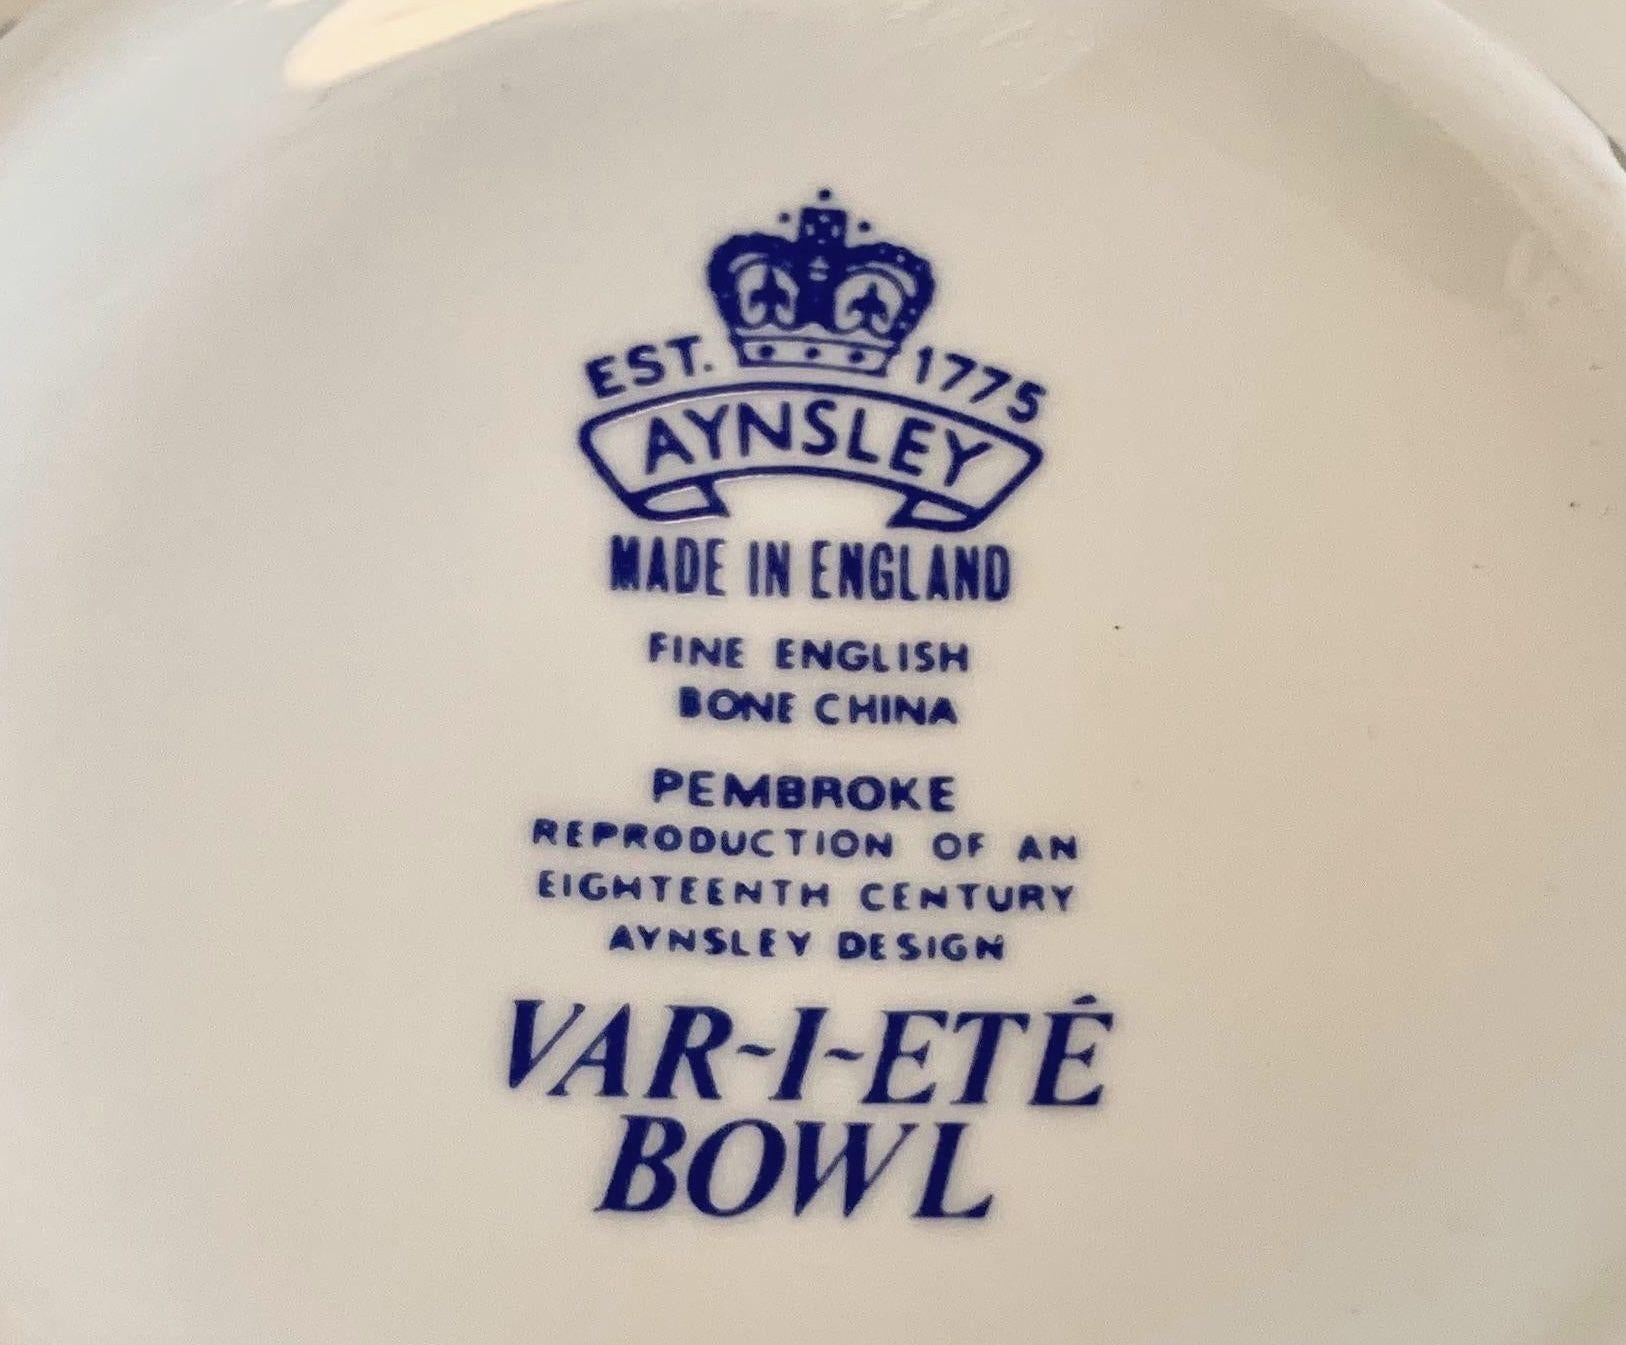 EST. 1775
AYNSLEY
MADE IN ENGLAND
FINE ENGLISH
BONE CHINA
PEMBROKE
REPRODUCTION OF AN
EIGHTEENTH CENTURY
AYNSLEY DESIGN
VAR-I-ETÉ
BOWL